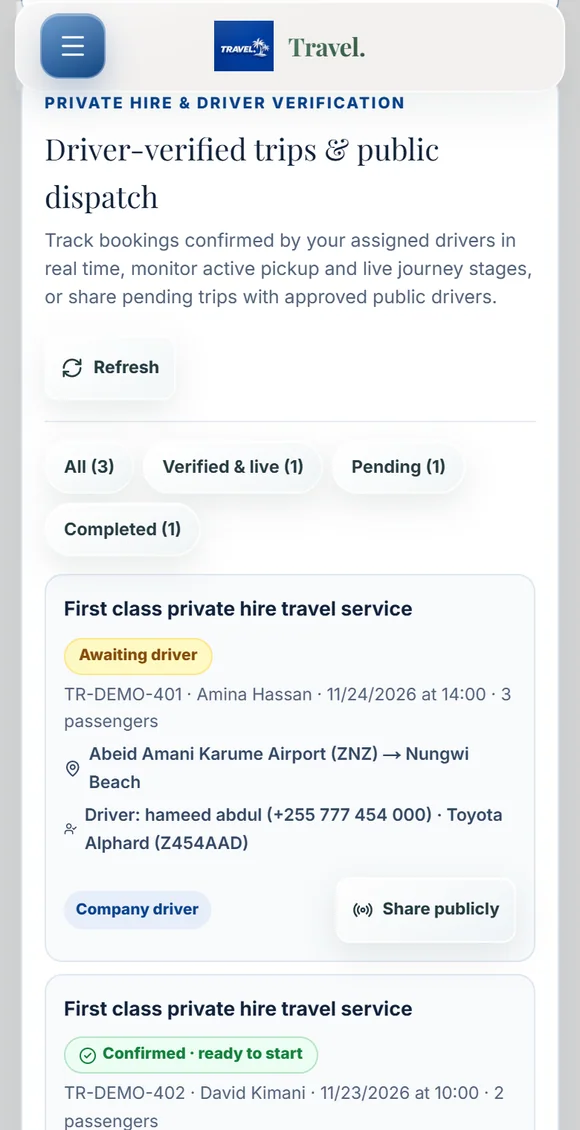 TRAVEL.
Travel.
PRIVATE HIRE & DRIVER VERIFICATION
Driver-verified trips & public
dispatch
Track bookings confirmed by your assigned drivers in
real time, monitor active pickup and live journey stages,
or share pending trips with approved public drivers.
Refresh
All (3)
Verified & live (1)
Pending (1)
Completed (1)
First class private hire travel service
Awaiting driver
TR-DEMO-401 · Amina Hassan · 11/24/2026 at 14:00 · 3
passengers
Abeid Amani Karume Airport (ZNZ) → Nungwi
Beach
Driver: hameed abdul (+255 777 454 000) · Toyota
Alphard (Z454AAD)
Company driver
Share publicly
First class private hire travel service
Confirmed · ready to start
TR-DEMO-402 · David Kimani · 11/23/2026 at 10:00 · 2
passengers